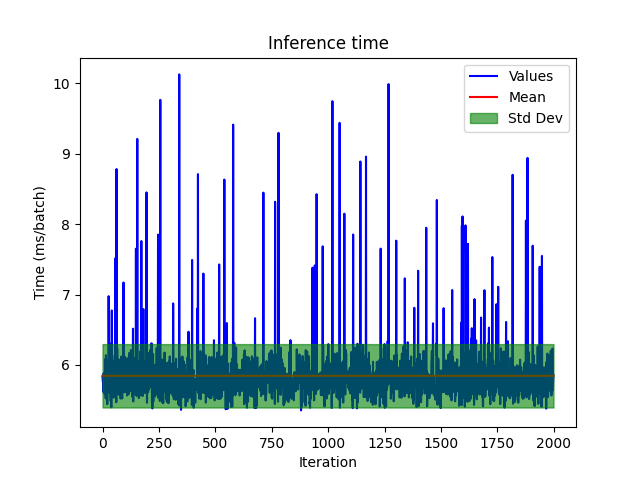 Inference time
Time (ms/batch)
10
9
8
7
6
Values
Mean
Std Dev
0 250 500 750 1000 1250 1500 1750 2000
Iteration